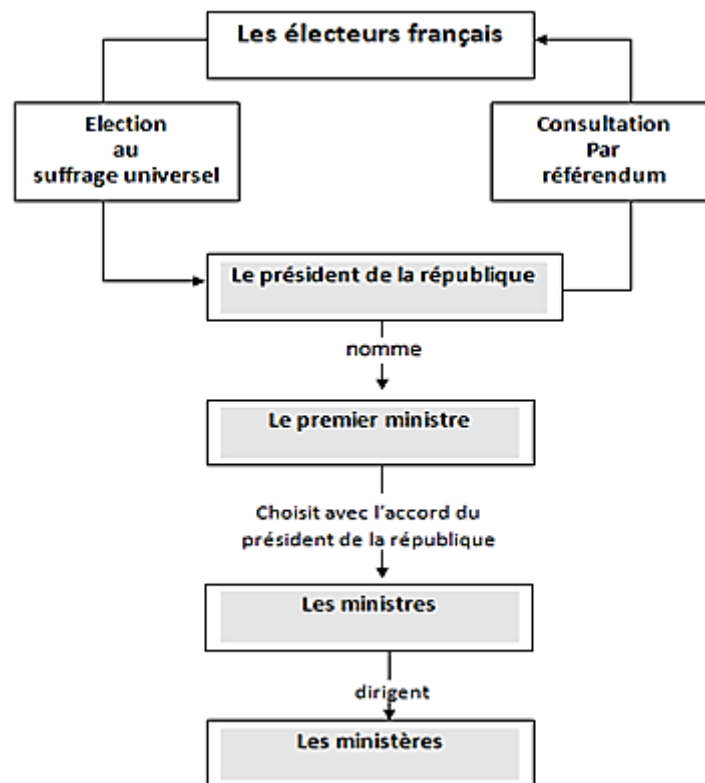 Les électeurs français
Election
au
suffrage universel
Consultation
Par
référendum
Le président de la république
nomme
Le premier ministre
Choisit avec l'accord du
président de la république
Les ministres
dirigent
Les ministères